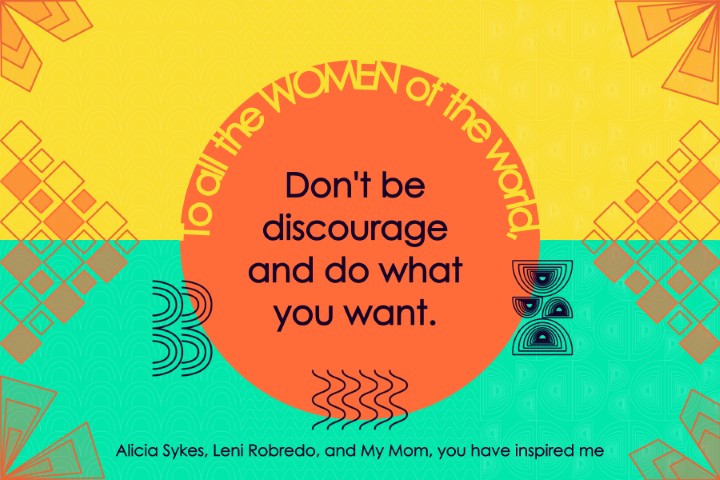 To all the WOMEN of the world,
Don't be
discourage
and do what
you want.
Alicia Sykes, Leni Robredo, and My Mom, you have inspired me